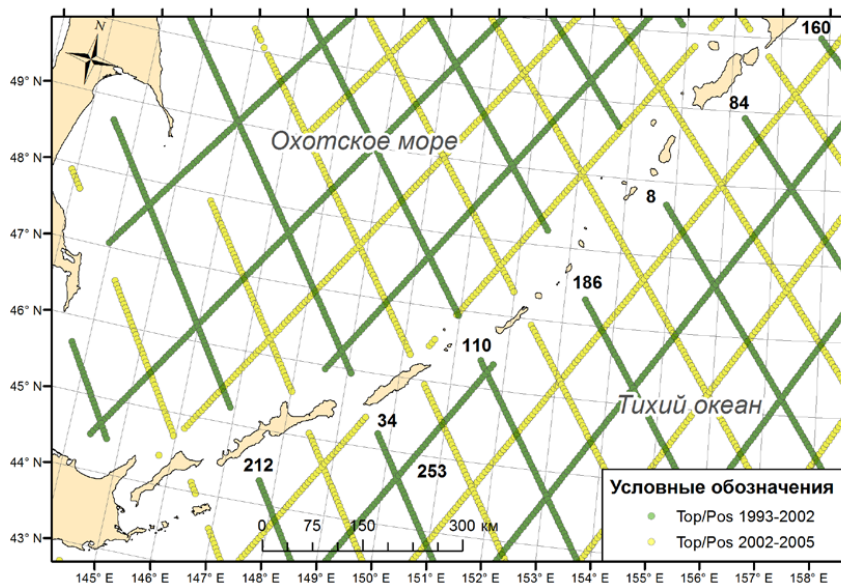 N
160
49° N
84
Охотское море
48° N
8
47° N
186
46° N
110
45° N
Тихий океан
34
44° N
212
253
Условные обозначения
0 75 150 300 км
Top/Pos 1993-2002
43° N
Top/Pos 2002-2005
145° E 146° E 147° E 148° E 149° E 150° E 151° E 152° E 153° E 154° E 155° E 156° E 157° E 158° E